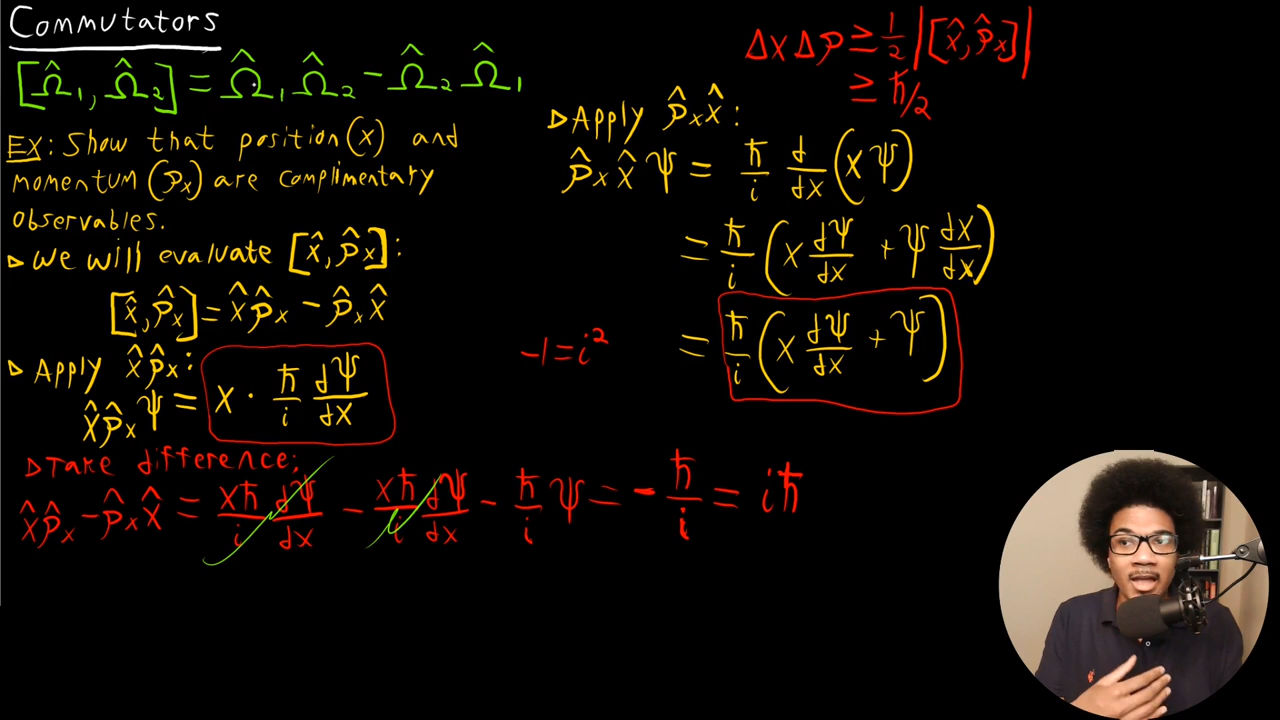 Commutators
[Ω̂₁, Ω̂₂] = Ω̂₁Ω̂₂ − Ω̂₂Ω̂₁
EX: Show that position(x) and
momentum (px) are complimentary
observables.
▹ We will evaluate [x̂, p̂x]:
[x̂, p̂x] = x̂p̂x − p̂xx̂
▹ Apply x̂p̂x:
x̂p̂xψ = x · ħ/i dψ/dx
▹ Take difference:
x̂p̂x − p̂xx̂ = xħ/i dψ/dx − xħ/i dψ/dx − ħ/i ψ = − ħ/i = iħ
ΔxΔp ≥ 1/2 |[x̂, p̂x]|
≥ ħ/2
▹ Apply p̂xx̂:
p̂xx̂ψ = ħ/i d/dx (xψ)
= ħ/i (x dψ/dx + ψ dx/dx)
= ħ/i (x dψ/dx + ψ)
-1 = i²